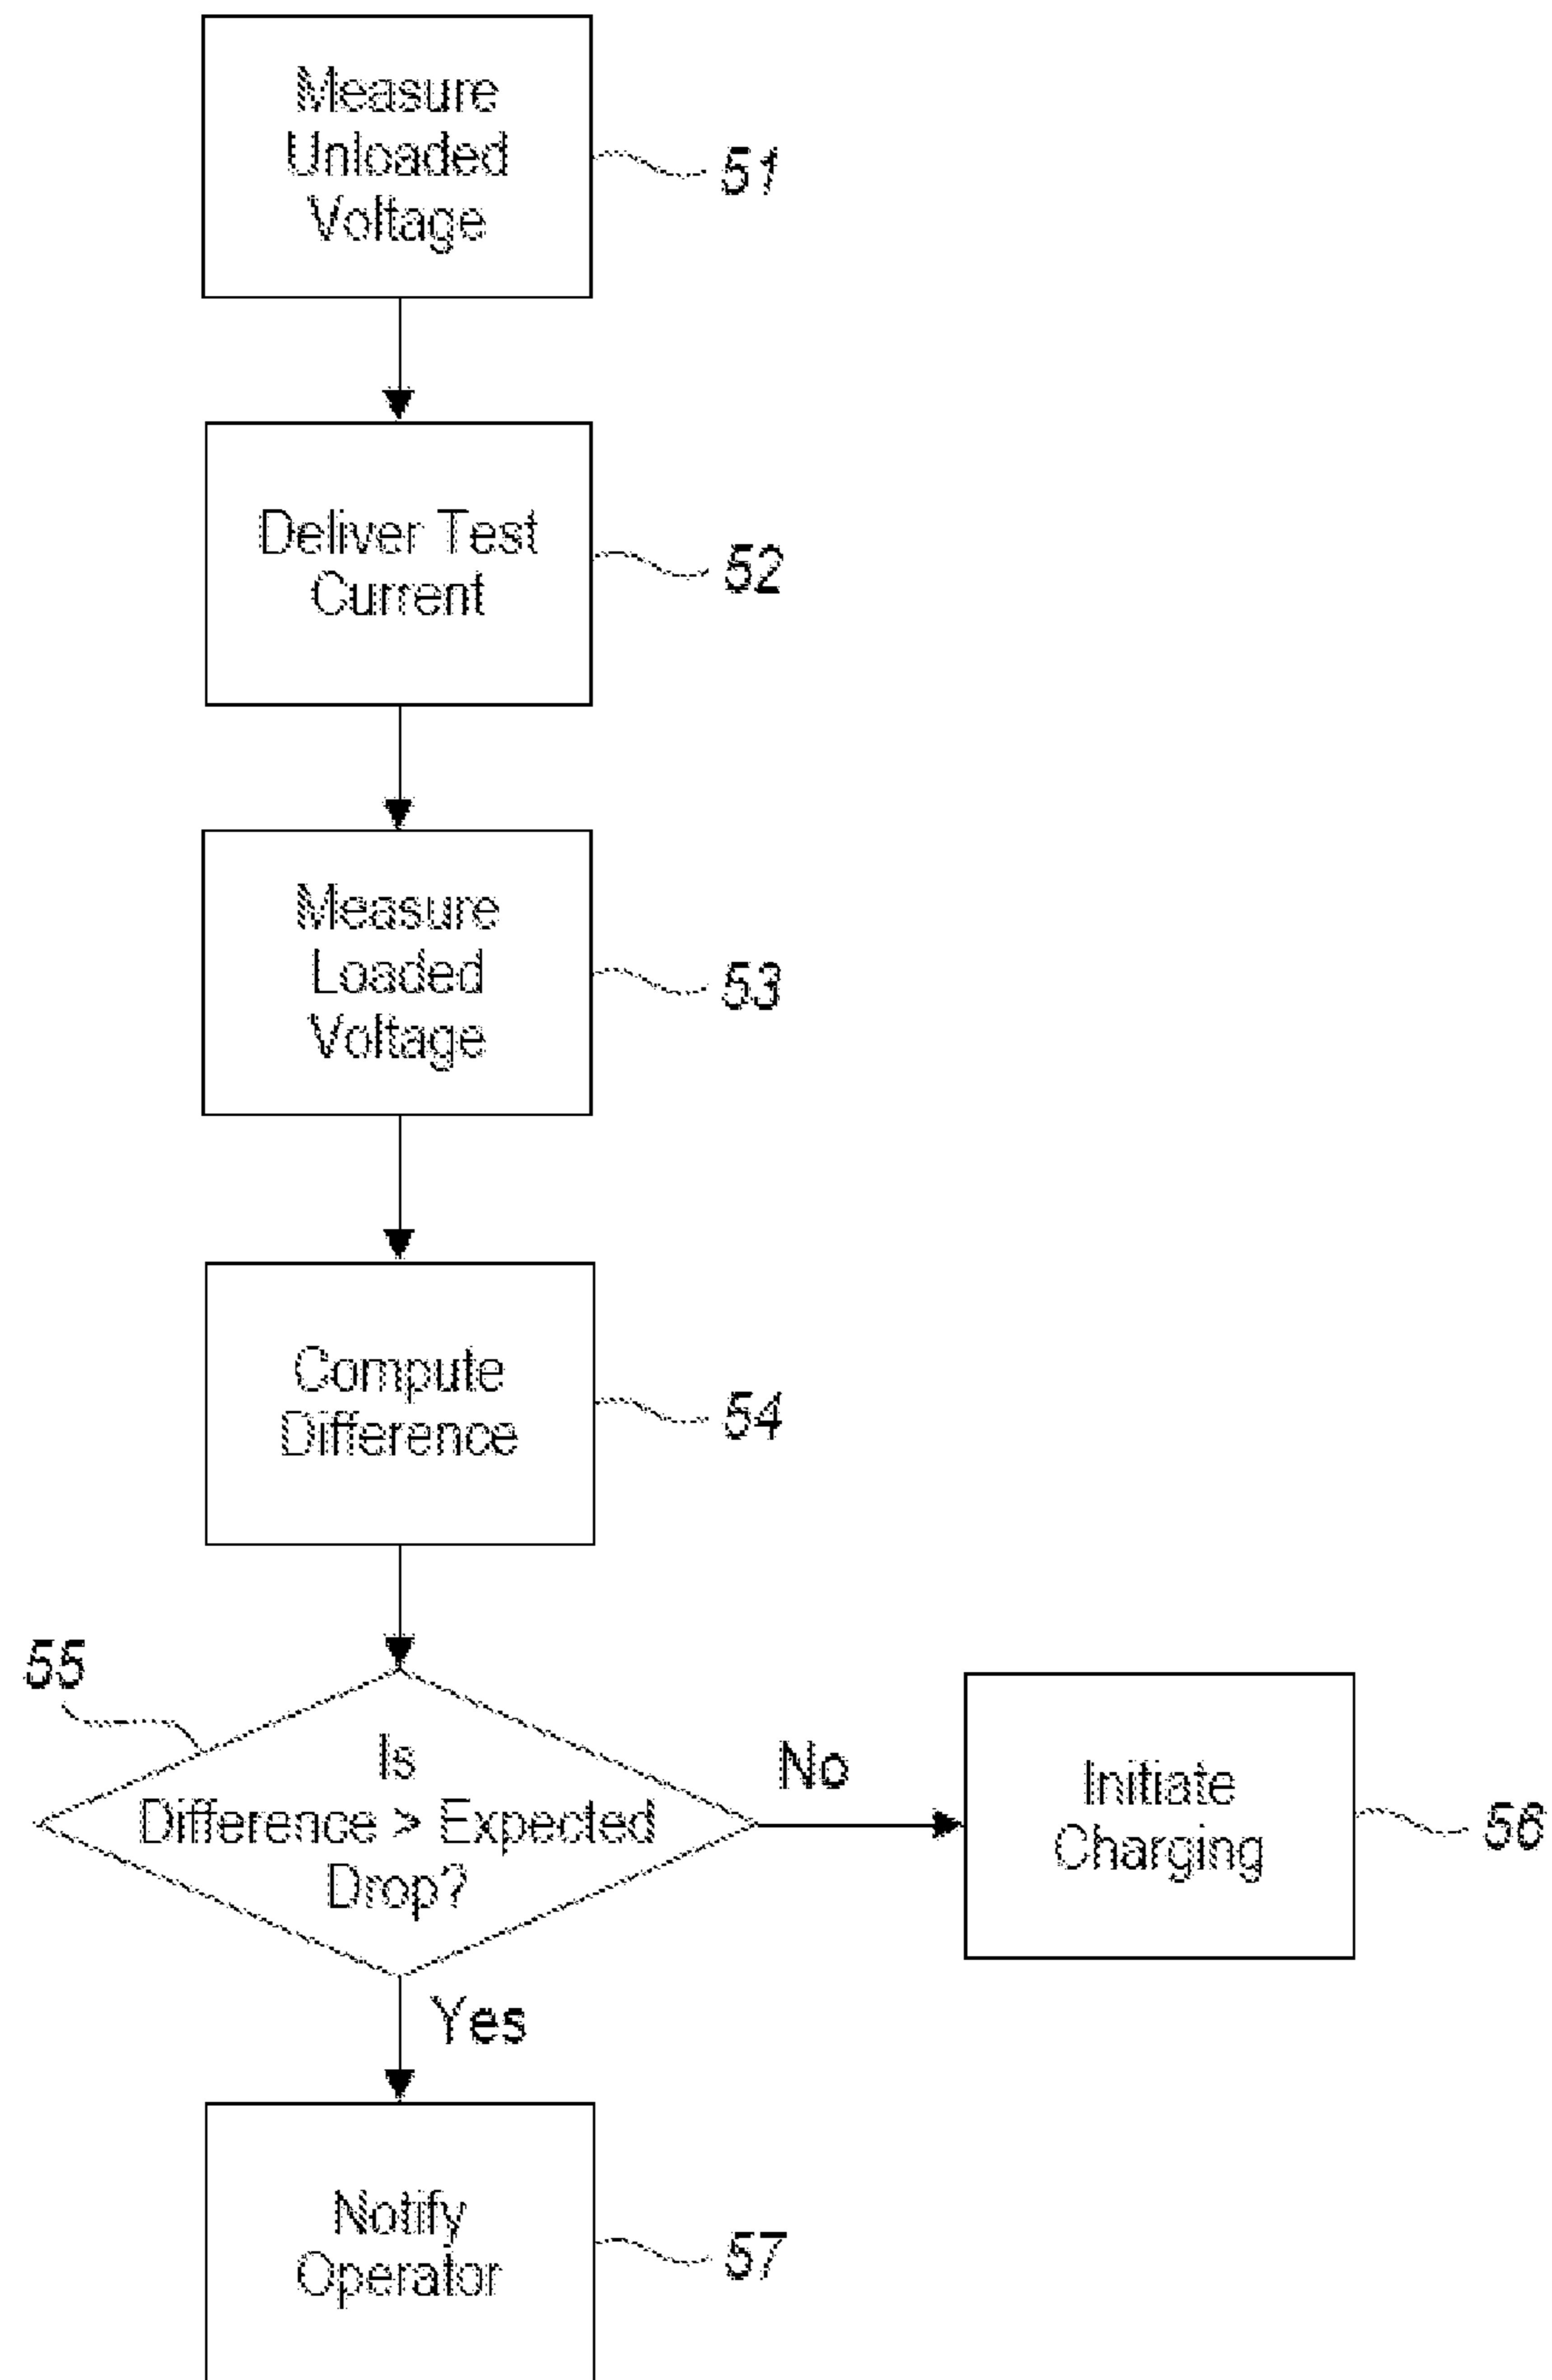 Measure
Unloaded
Voltage
51
Deliver Test
Current
52
Measure
Loaded
Voltage
53
Compute
Difference
54
55
Is
Difference > Expected
Drop?
No
Initiate
Charging
56
Yes
Notify
Operator
57